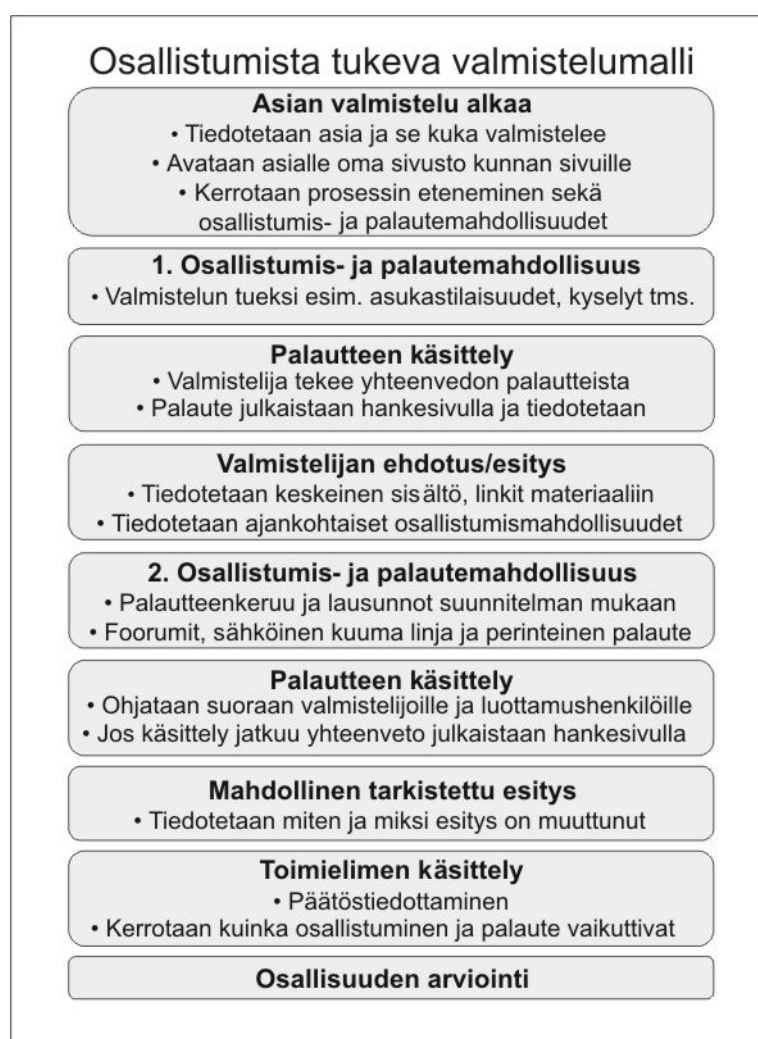 Osallistumista tukeva valmistelumalli
Asian valmistelu alkaa
• Tiedotetaan asia ja se kuka valmistelee
• Avataan asialle oma sivusto kunnan sivuille
• Kerrotaan prosessin eteneminen sekä
osallistumis- ja palautemahdollisuudet
1. Osallistumis- ja palautemahdollisuus
• Valmistelun tueksi esim. asukastilaisuudet, kyselyt tms.
Palautteen käsittely
• Valmistelija tekee yhteenvedon palautteista
• Palaute julkaistaan hankesivulla ja tiedotetaan
Valmistelijan ehdotus/esitys
• Tiedotetaan keskeinen sisältö, linkit materiaaliin
• Tiedotetaan ajankohtaiset osallistumismahdollisuudet
2. Osallistumis- ja palautemahdollisuus
• Palautteenkeruu ja lausunnot suunnitelman mukaan
• Foorumit, sähköinen kuuma linja ja perinteinen palaute
Palautteen käsittely
• Ohjataan suoraan valmistelijoille ja luottamushenkilöille
• Jos käsittely jatkuu yhteenveto julkaistaan hankesivulla
Mahdollinen tarkistettu esitys
• Tiedotetaan miten ja miksi esitys on muuttunut
Toimielimen käsittely
• Päätöstiedottaminen
• Kerrotaan kuinka osallistuminen ja palaute vaikuttivat
Osallisuuden arviointi